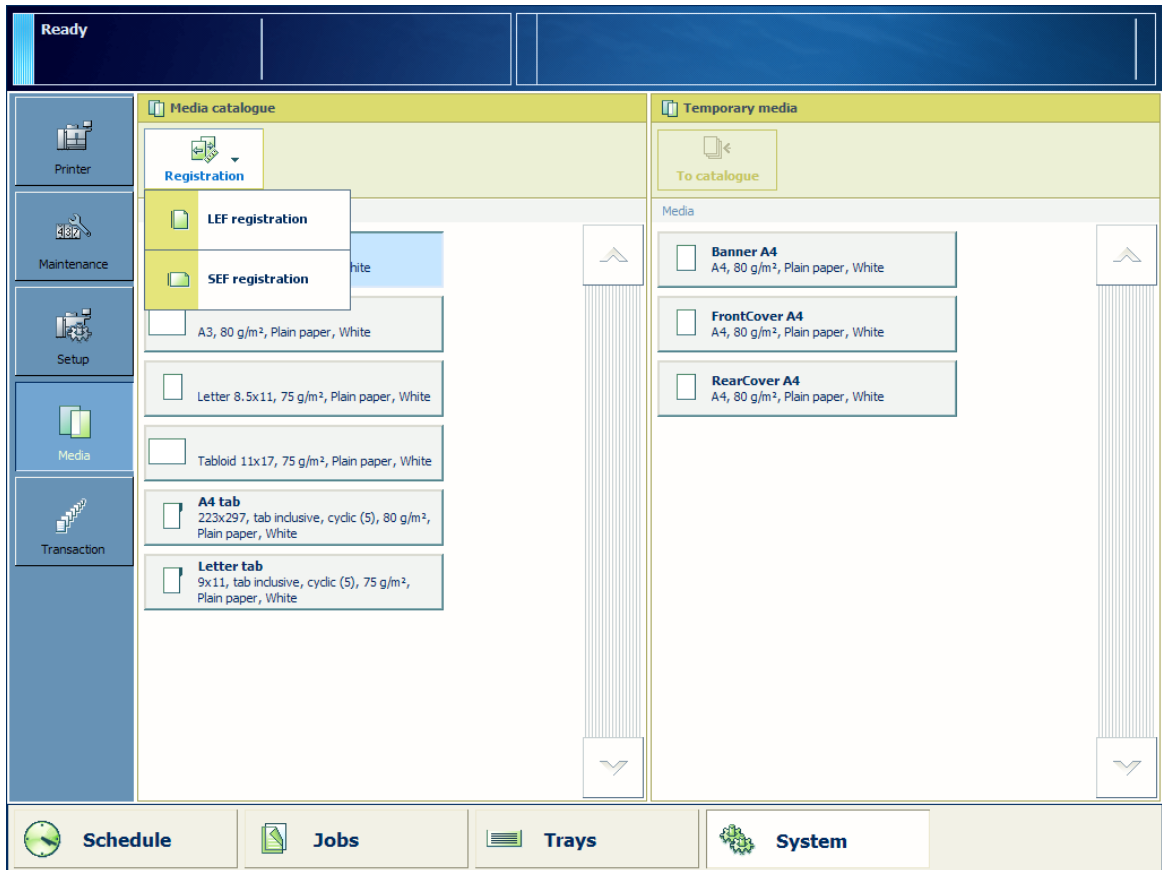 Ready
Printer
Maintenance
Setup
Media
Transaction
Media catalogue
Registration
LEF registration
SEF registration
A3, 80 g/m², Plain paper, White
Letter 8.5x11, 75 g/m², Plain paper, White
Tabloid 11x17, 75 g/m², Plain paper, White
A4 tab
223x297, tab inclusive, cyclic (5), 80 g/m²,
Plain paper, White
Letter tab
9x11, tab inclusive, cyclic (5), 75 g/m²,
Plain paper, White
Temporary media
To catalogue
Media
Banner A4
A4, 80 g/m², Plain paper, White
FrontCover A4
A4, 80 g/m², Plain paper, White
RearCover A4
A4, 80 g/m², Plain paper, White
Schedule
Jobs
Trays
System